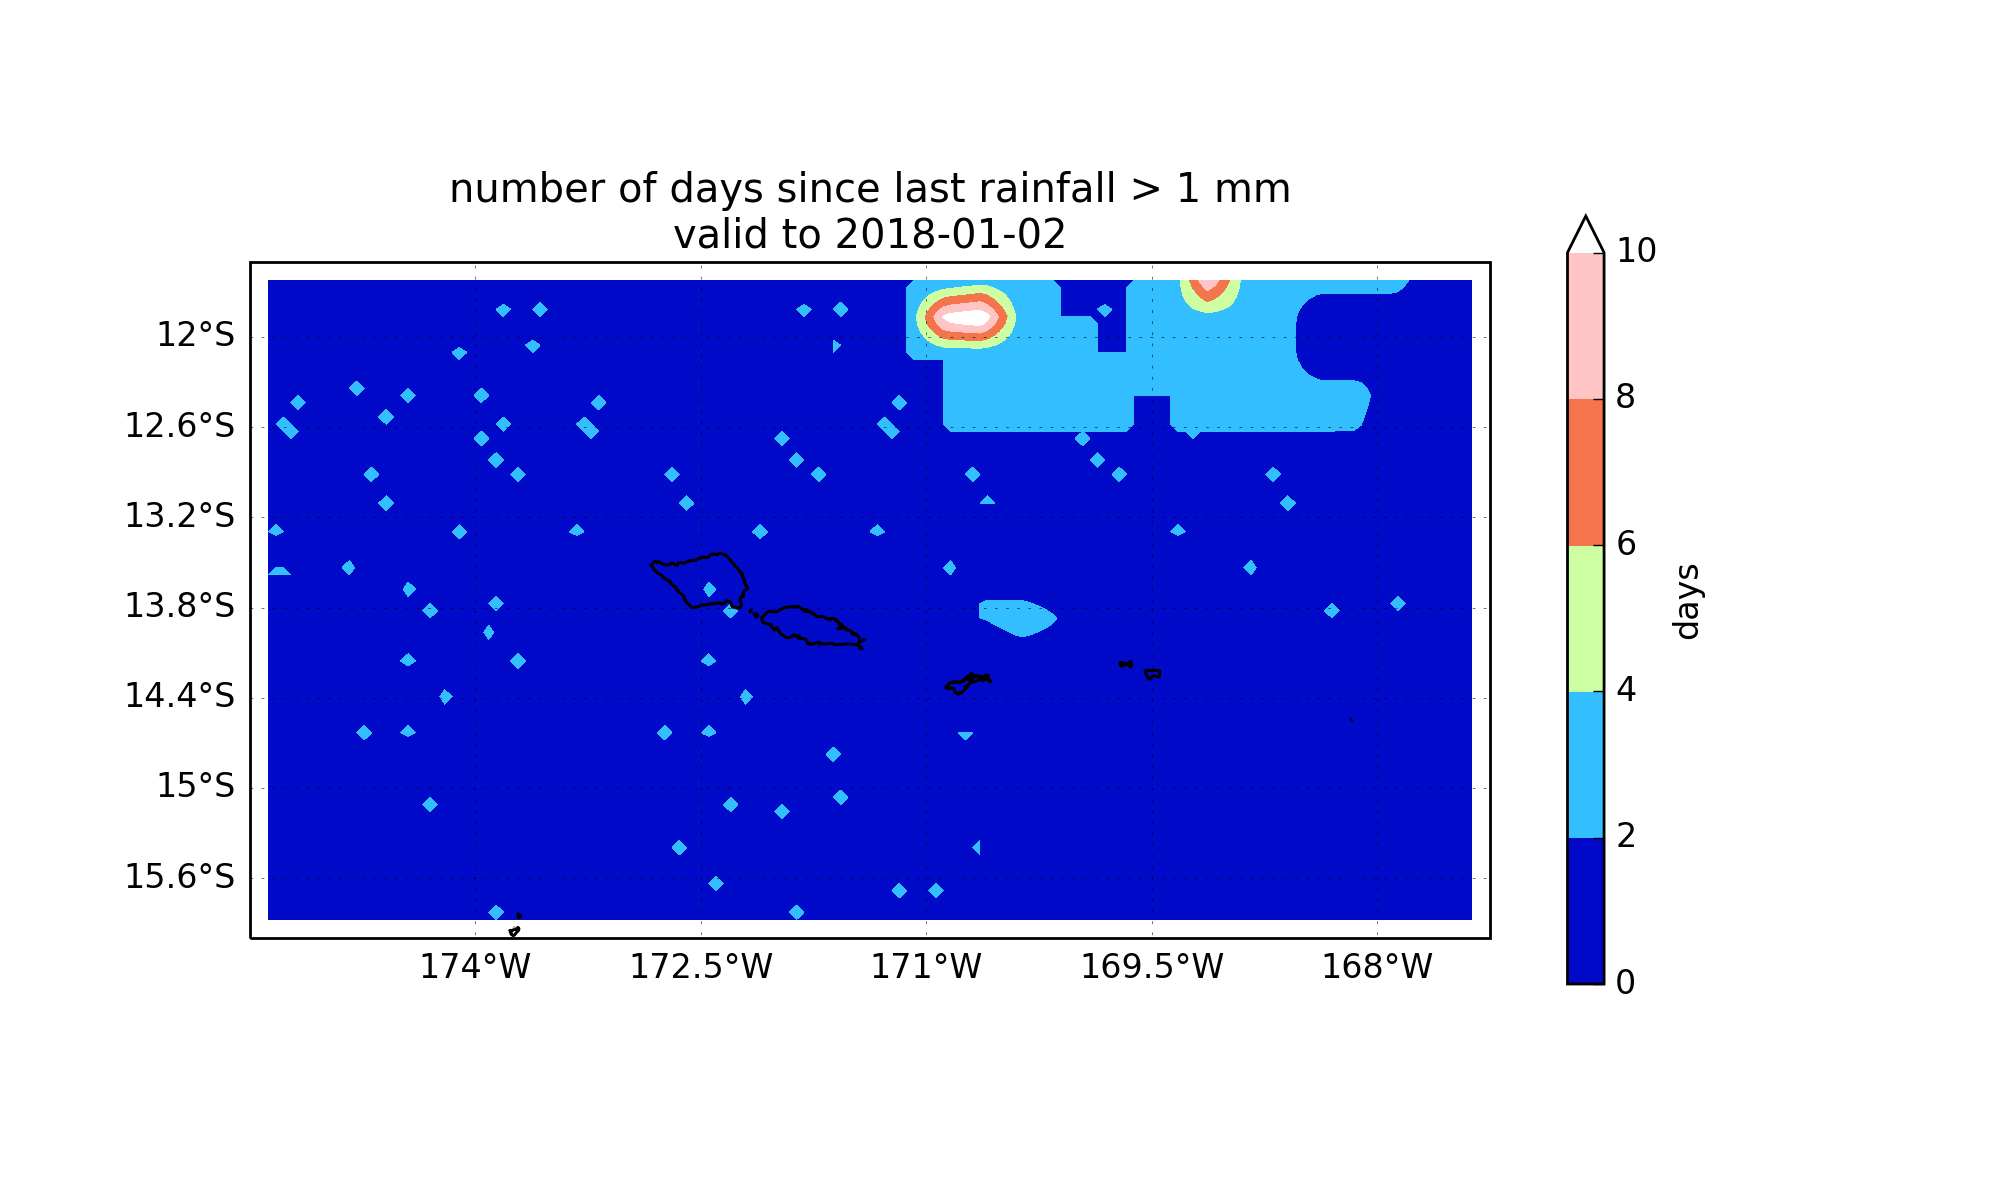 number of days since last rainfall > 1 mm
valid to 2018-01-02
12°S
12.6°S
13.2°S
13.8°S
14.4°S
15°S
15.6°S
174°W
172.5°W
171°W
169.5°W
168°W
10
8
6
4
2
0
days